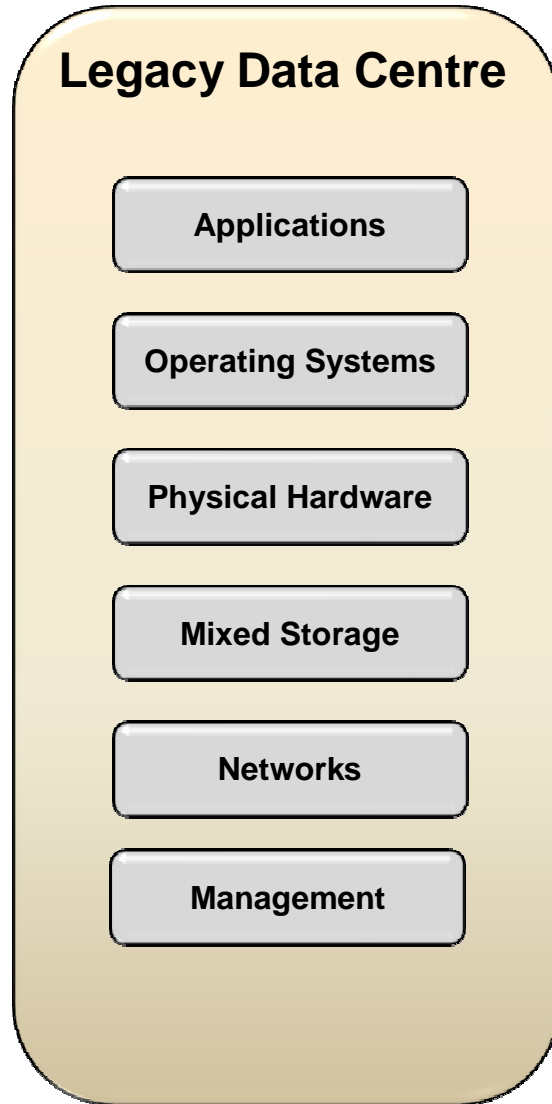 Legacy Data Centre
Applications
Operating Systems
Physical Hardware
Mixed Storage
Networks
Management